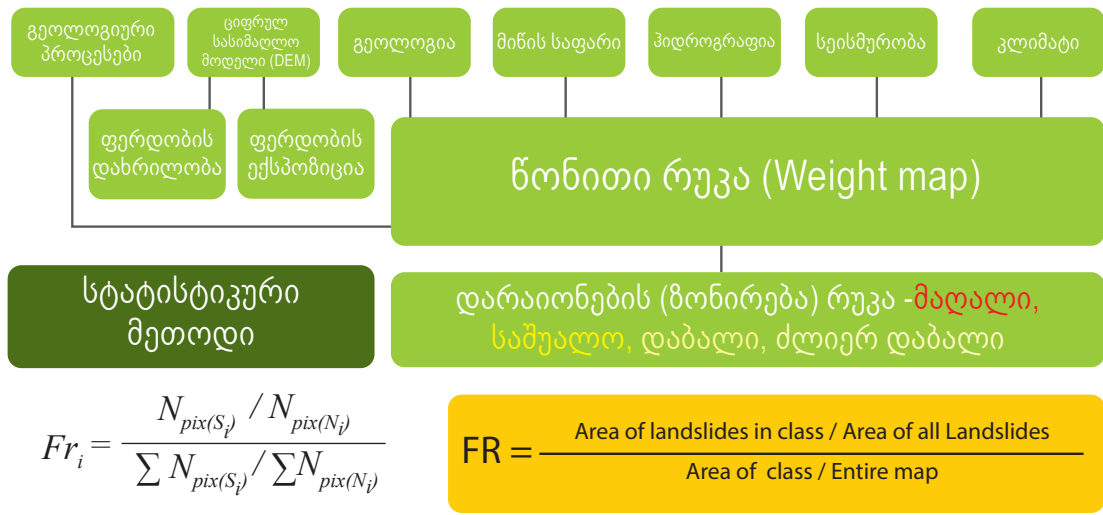 გეოლოგიური
პროცესები
ციფრულ
სასიმაღლო
მოდელი (DEM)
გეოლოგია
მიწის საფარი
ჰიდროგრაფია
სეისმურობა
კლიმატი
ფერდობის
დახრილობა
ფერდობის
ექსპოზიცია
წონითი რუკა (Weight map)
სტატისტიკური
მეთოდი
დარაიონების (ზონირება) რუკა -მაღალი,
საშუალო, დაბალი, ძლიერ დაბალი
Fr_i = N_pix(S_i) / N_pix(N_i)
∑ N_pix(S_i) / ∑N_pix(N_i)
FR = Area of landslides in class / Area of all Landslides
Area of class / Entire map